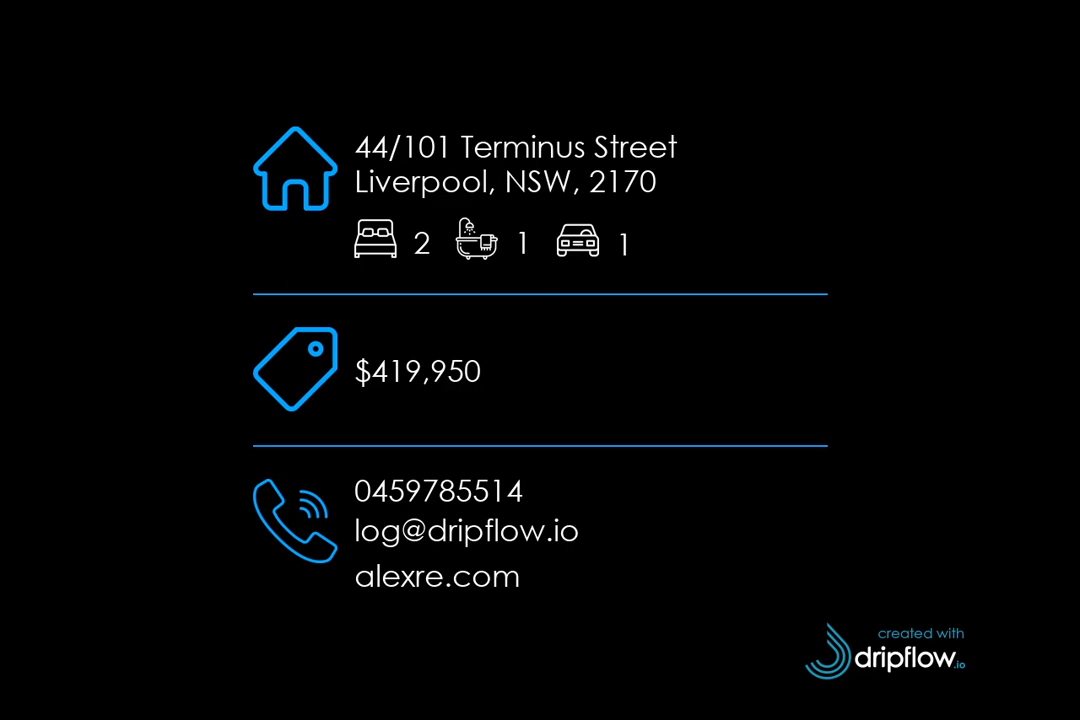 44/101 Terminus Street
Liverpool, NSW, 2170
2 1 1
$419,950
0459785514
log@dripflow.io
alexre.com
created with
dripflow.io